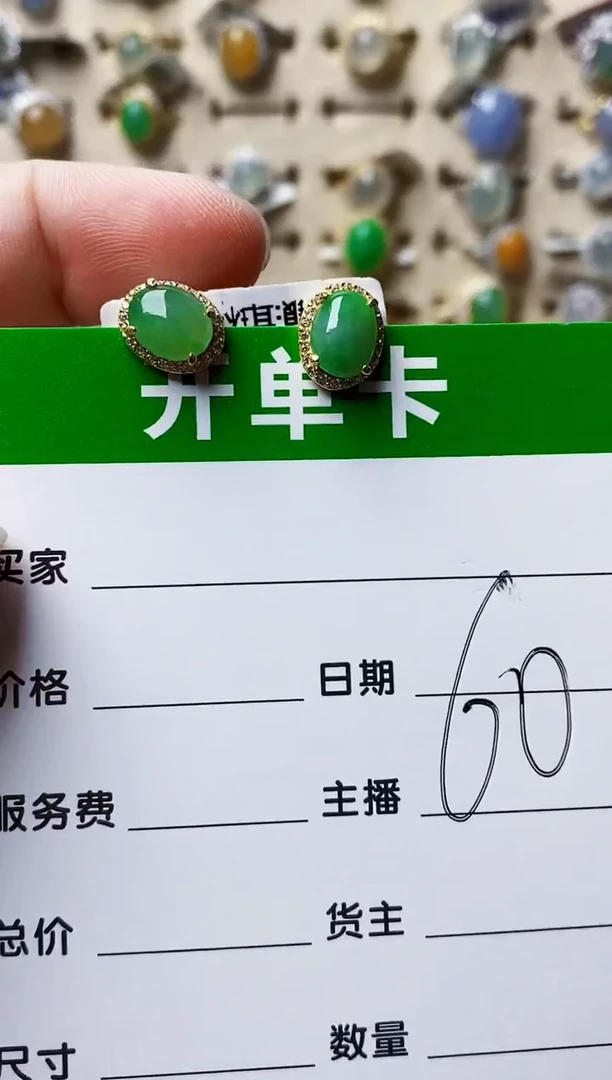 开单卡
买家
价格 日期
60
服务费 主播
总价 货主
尺寸 数量